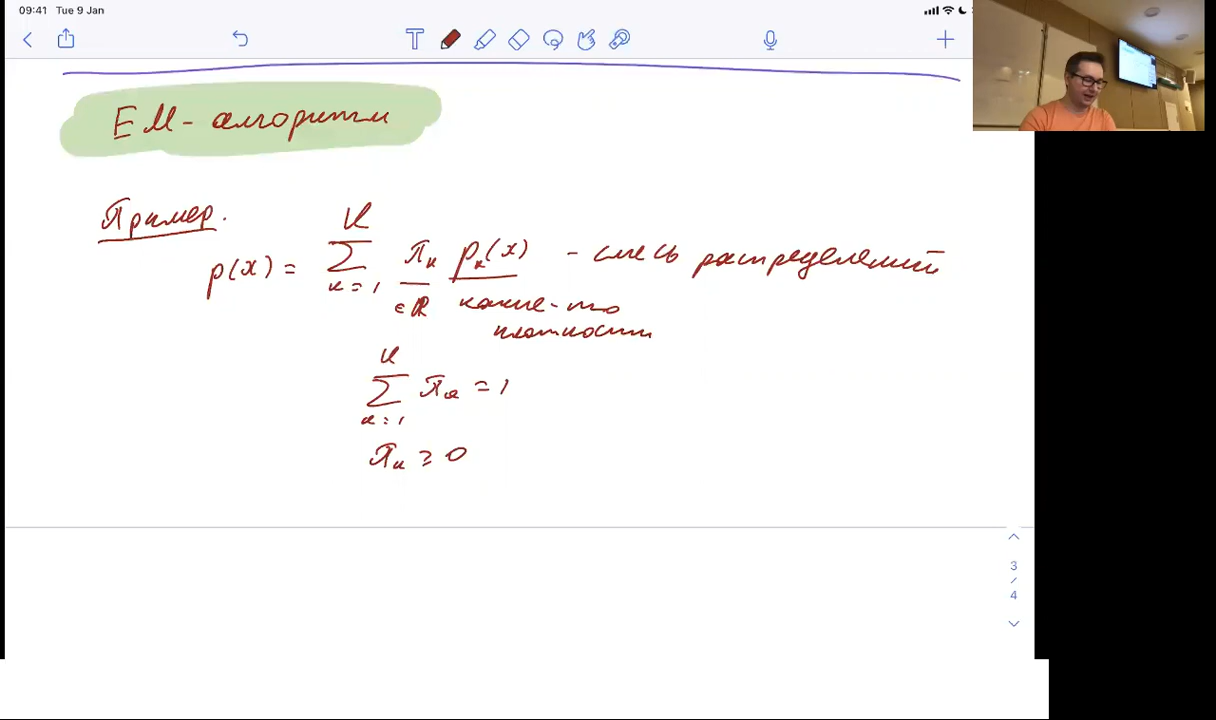 09:41 Tue 9 Jan
EM-алгоритм
Пример.
p(x) = ∑_{k=1}^{K} π_k p_k(x) - смесь распределений
∈ ℝ какие-то
плотности
∑_{k=1}^{K} π_k = 1
π_k ≥ 0
3
/
4